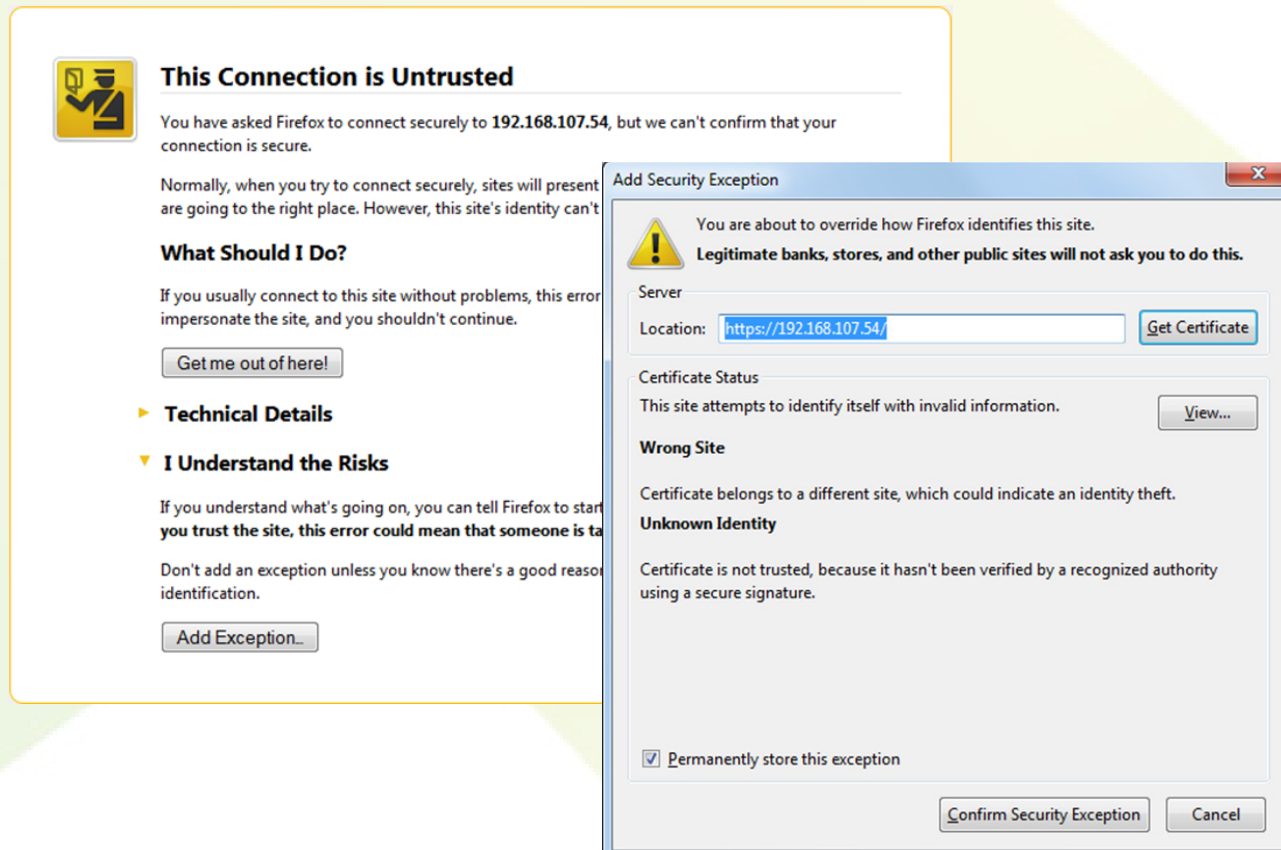 This Connection is Untrusted
You have asked Firefox to connect securely to 192.168.107.54, but we can't confirm that your
connection is secure.
Normally, when you try to connect securely, sites will present
are going to the right place. However, this site's identity can't
What Should I Do?
If you usually connect to this site without problems, this error
impersonate the site, and you shouldn't continue.
Get me out of here!
Technical Details
I Understand the Risks
If you understand what's going on, you can tell Firefox to start
you trust the site, this error could mean that someone is ta
Don't add an exception unless you know there's a good reason
identification.
Add Exception...
Add Security Exception
You are about to override how Firefox identifies this site.
Legitimate banks, stores, and other public sites will not ask you to do this.
Server
Location: https://192.168.107.54/ Get Certificate
Certificate Status
This site attempts to identify itself with invalid information.
View...
Wrong Site
Certificate belongs to a different site, which could indicate an identity theft.
Unknown Identity
Certificate is not trusted, because it hasn't been verified by a recognized authority
using a secure signature.
Permanently store this exception
Confirm Security Exception Cancel